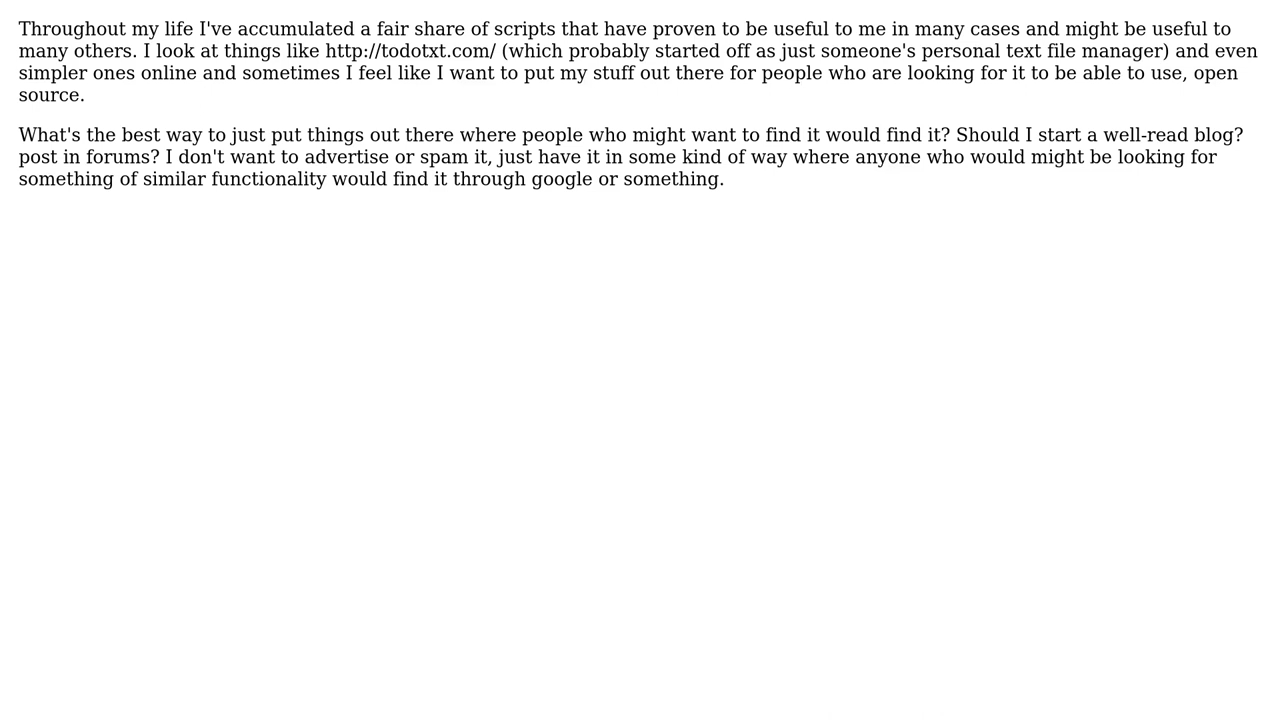 Throughout my life I've accumulated a fair share of scripts that have proven to be useful to me in many cases and might be useful to
many others. I look at things like http://todotxt.com/ (which probably started off as just someone's personal text file manager) and even
simpler ones online and sometimes I feel like I want to put my stuff out there for people who are looking for it to be able to use, open
source.
What's the best way to just put things out there where people who might want to find it would find it? Should I start a well-read blog?
post in forums? I don't want to advertise or spam it, just have it in some kind of way where anyone who would might be looking for
something of similar functionality would find it through google or something.